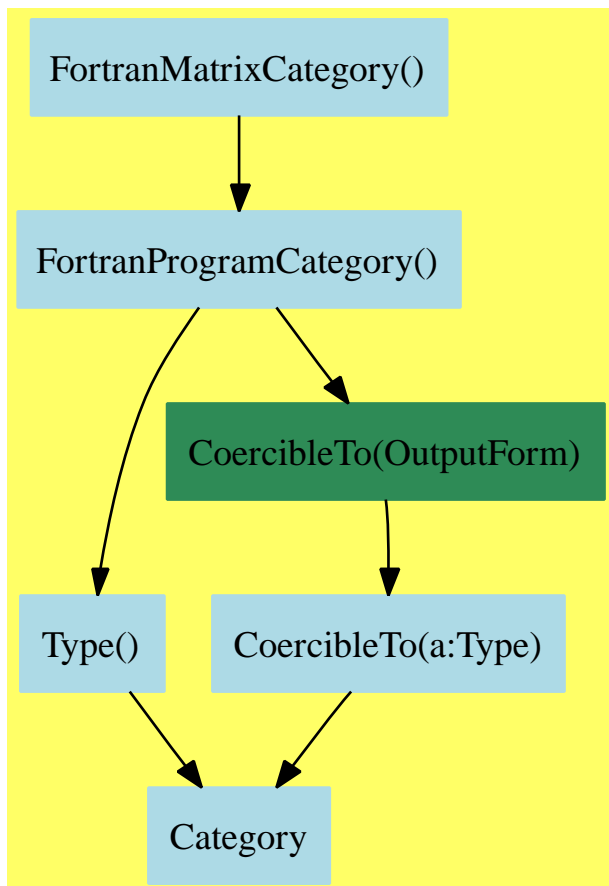 FortranMatrixCategory()
FortranProgramCategory()
CoercibleTo(OutputForm)
Type()
CoercibleTo(a:Type)
Category